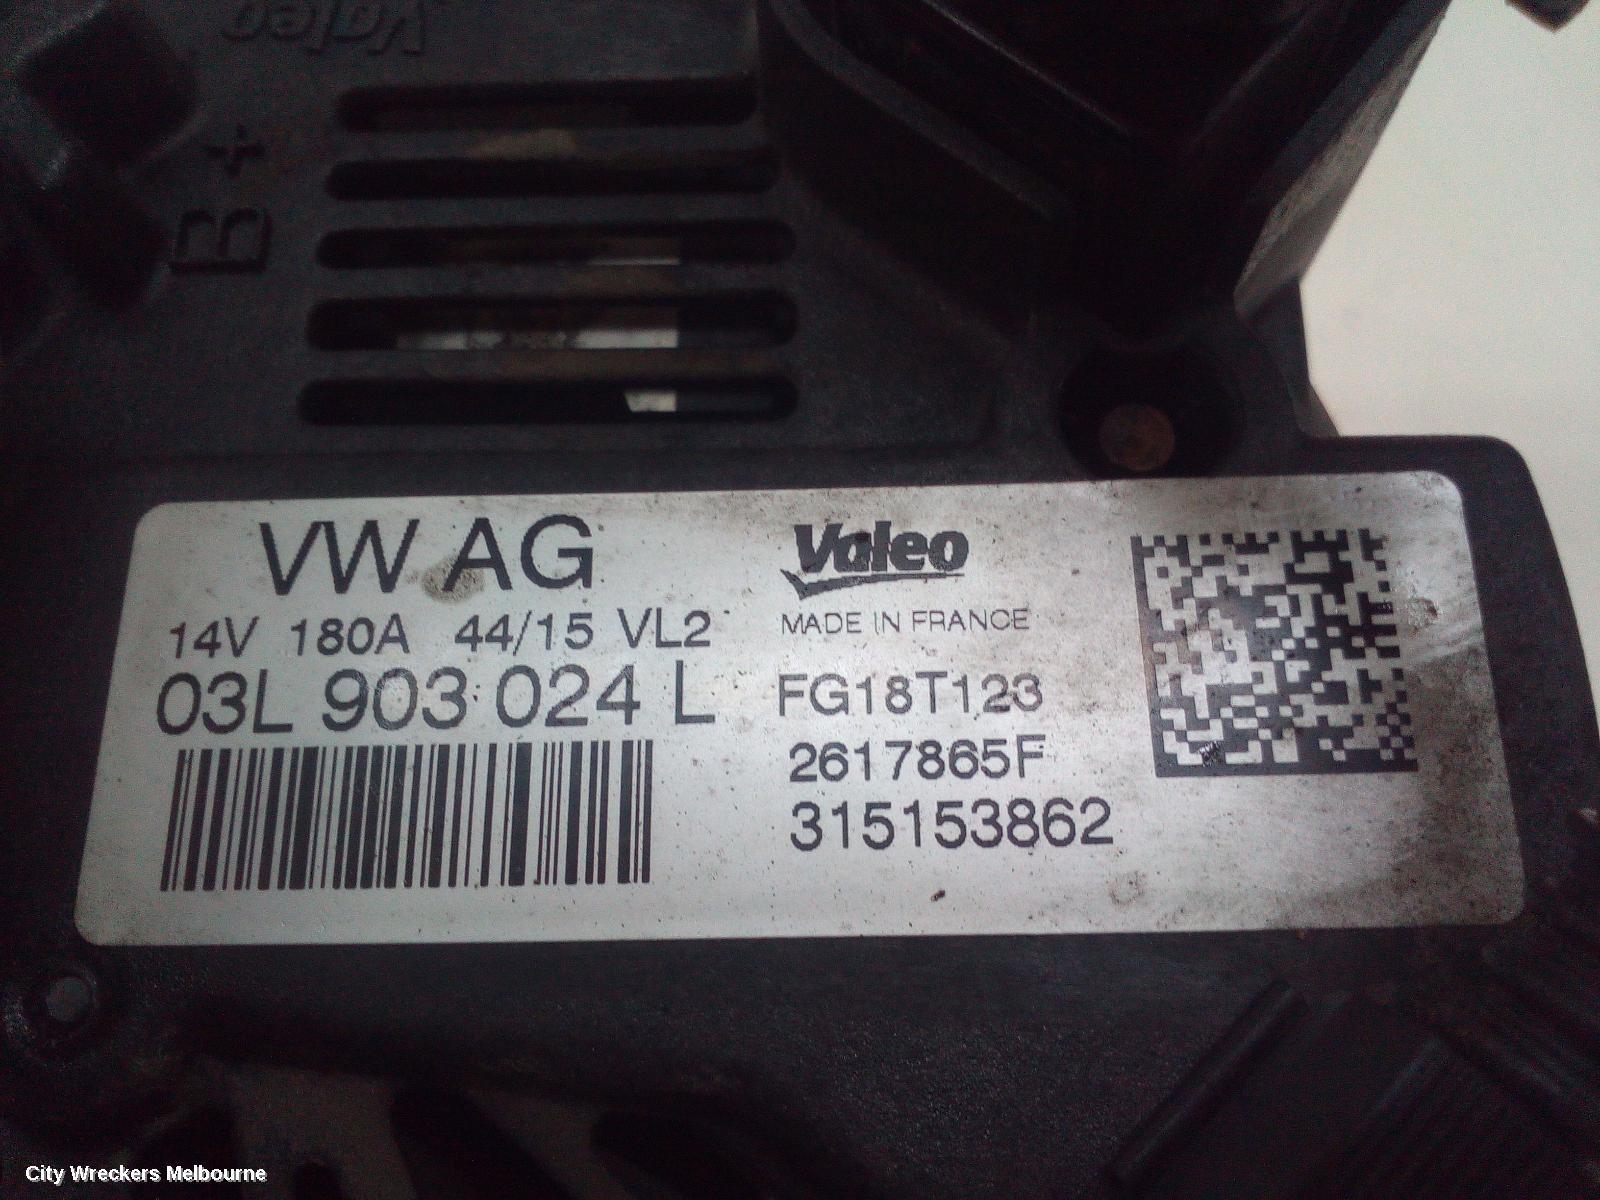 Valeo
B+
VW AG
14V 180A 44/15 VL2
03L 903 024 L
Valeo
MADE IN FRANCE
FG18T123
2617865F
315153862
City Wreckers Melbourne